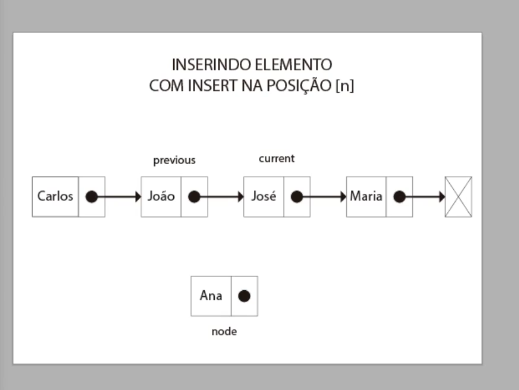 INSERINDO ELEMENTO
COM INSERT NA POSIÇÃO [n]
previous
current
Carlos
João
José
Maria
Ana
node